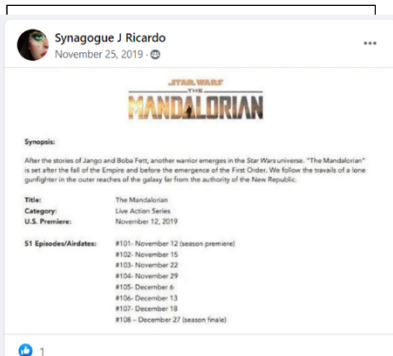 Synagogue J Ricardo
November 25, 2019
STAR WARS
THE
MANDALORIAN
Synopsis:
After the stories of Jango and Boba Fett, another warrior emerges in the Star Wars universe. "The Mandalorian"
is set after the fall of the Empire and before the emergence of the First Order. We follow the travails of a lone
gunfighter in the outer reaches of the galaxy far from the authority of the New Republic.
Title: The Mandalorian
Category: Live Action Series
U.S. Premiere: November 12, 2019
S1 Episodes/Airdates: #101- November 12 (season premiere)
#102- November 15
#103- November 22
#104- November 29
#105- December 6
#106- December 13
#107- December 18
#108 - December 27 (season finale)
1